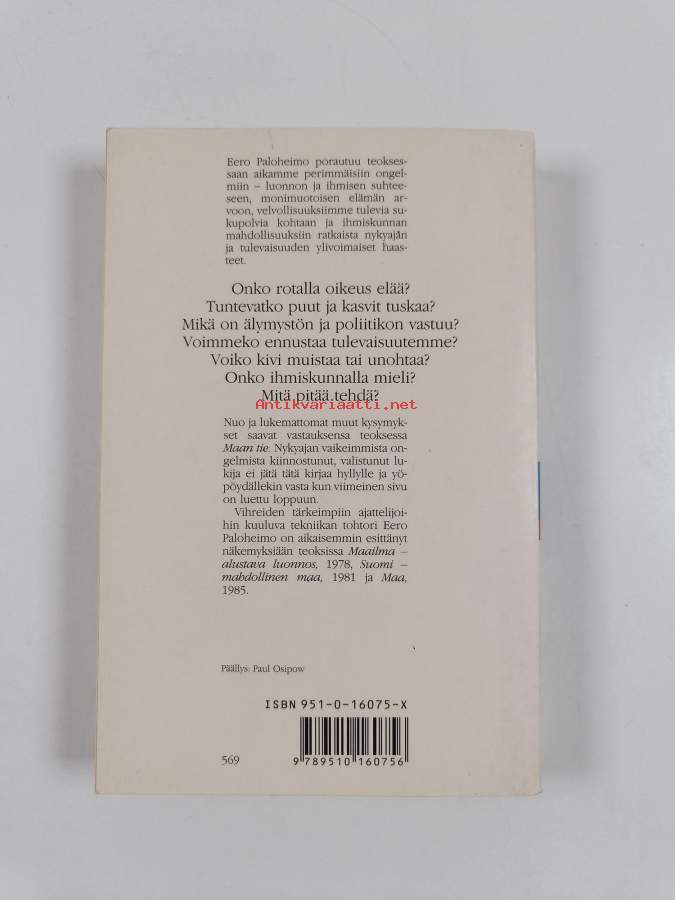 Eero Paloheimo porautuu teokses-
saan aikamme perimmäisiin ongel-
miin – luonnon ja ihmisen suhtee-
seen, monimuotoisen elämän ar-
voon, velvollisuuksiimme tulevia su-
kupolvia kohtaan ja ihmiskunnan
mahdollisuuksiin ratkaista nykyajan
ja tulevaisuuden ylivoimaiset haas-
teet.
Onko rotalla oikeus elää?
Tuntevatko puut ja kasvit tuskaa?
Mikä on älymystön ja poliitikon vastuu?
Voimmeko ennustaa tulevaisuutemme?
Voiko kivi muistaa tai unohtaa?
Onko ihmiskunnalla mieli?
Mitä pitää tehdä?
Antikvariaatti.net
Nuo ja lukemattomat muut kysymyk-
set saavat vastauksensa teoksessa
Maan tie. Nykyajan vaikeimmista on-
gelmista kiinnostunut, valistunut lu-
kija ei jätä tätä kirjaa hyllylle ja yö-
pöydällekin vasta kun viimeinen sivu
on luettu loppuun.
Vihreiden tärkeimpiin ajattelijoi-
hin kuuluva tekniikan tohtori Eero
Paloheimo on aikaisemmin esittänyt
näkemyksiään teoksissa Maailma –
alustava luonnos, 1978, Suomi –
mahdollinen maa, 1981 ja Maa,
1985.
Päällys: Paul Osipow
ISBN 951-0-16075-X
569
9 789510 160756